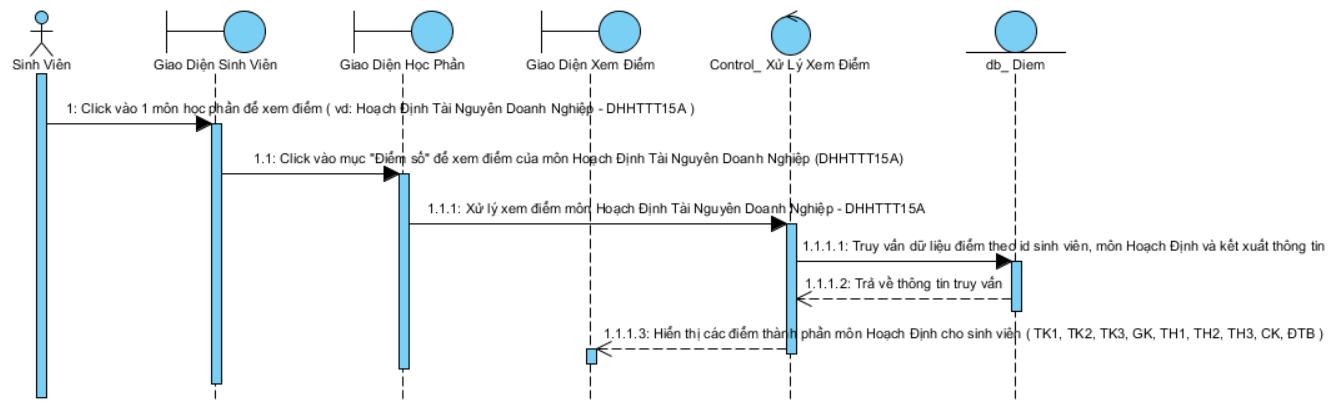 Sinh Viên
Giao Diện Sinh Viên
Giao Diện Học Phần
Giao Diện Xem Điểm
Control_ Xử Lý Xem Điểm
db_ Diem
1: Click vào 1 môn học phần để xem điểm ( vd: Hoạch Định Tài Nguyên Doanh Nghiệp - DHHTTT15A )
1.1: Click vào mục "Điểm số" để xem điểm của môn Hoạch Định Tài Nguyên Doanh Nghiệp (DHHTTT15A)
1.1.1: Xử lý xem điểm môn Hoạch Định Tài Nguyên Doanh Nghiệp - DHHTTT15A
1.1.1.1: Truy vấn dữ liệu điểm theo id sinh viên, môn Hoạch Định và kết xuất thông tin
1.1.1.2: Trả về thông tin truy vấn
1.1.1.3: Hiển thị các điểm thành phần môn Hoạch Định cho sinh viên ( TK1, TK2, TK3, GK, TH1, TH2, TH3, CK, ĐTB )